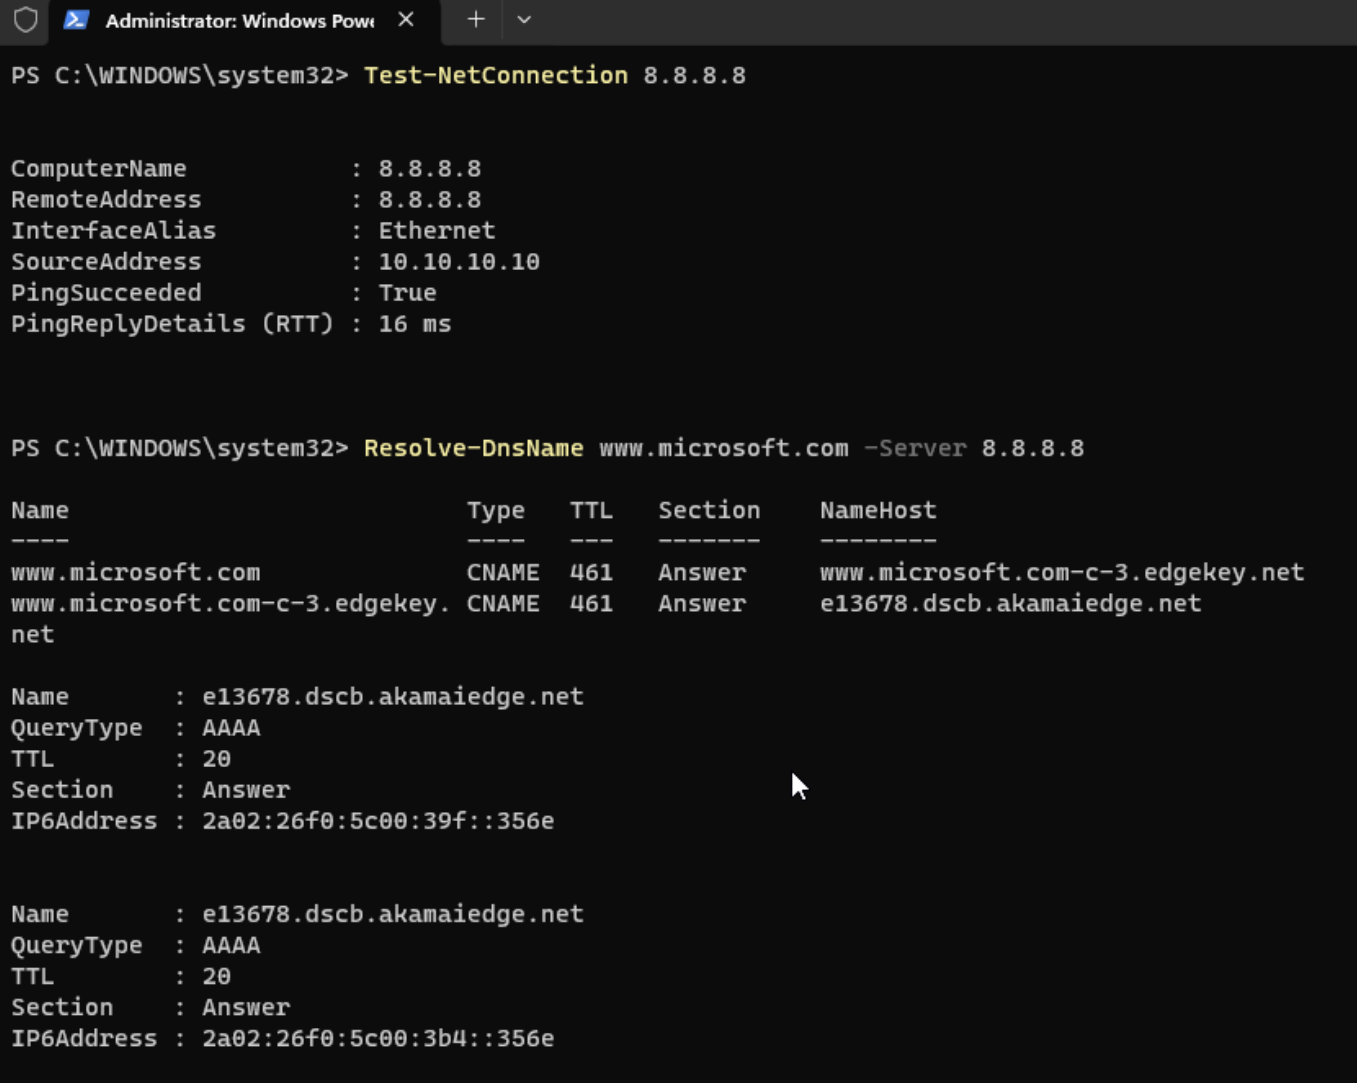 Administrator: Windows Powe
PS C:\WINDOWS\system32> Test-NetConnection 8.8.8.8
ComputerName           : 8.8.8.8
RemoteAddress          : 8.8.8.8
InterfaceAlias         : Ethernet
SourceAddress          : 10.10.10.10
PingSucceeded          : True
PingReplyDetails (RTT) : 16 ms
PS C:\WINDOWS\system32> Resolve-DnsName www.microsoft.com -Server 8.8.8.8
Name                           Type   TTL   Section    NameHost
----                           ----   ---   -------    --------
www.microsoft.com              CNAME  461   Answer     www.microsoft.com-c-3.edgekey.net
www.microsoft.com-c-3.edgekey. CNAME  461   Answer     e13678.dscb.akamaiedge.net
net
Name       : e13678.dscb.akamaiedge.net
QueryType  : AAAA
TTL        : 20
Section    : Answer
IP6Address : 2a02:26f0:5c00:39f::356e
Name       : e13678.dscb.akamaiedge.net
QueryType  : AAAA
TTL        : 20
Section    : Answer
IP6Address : 2a02:26f0:5c00:3b4::356e